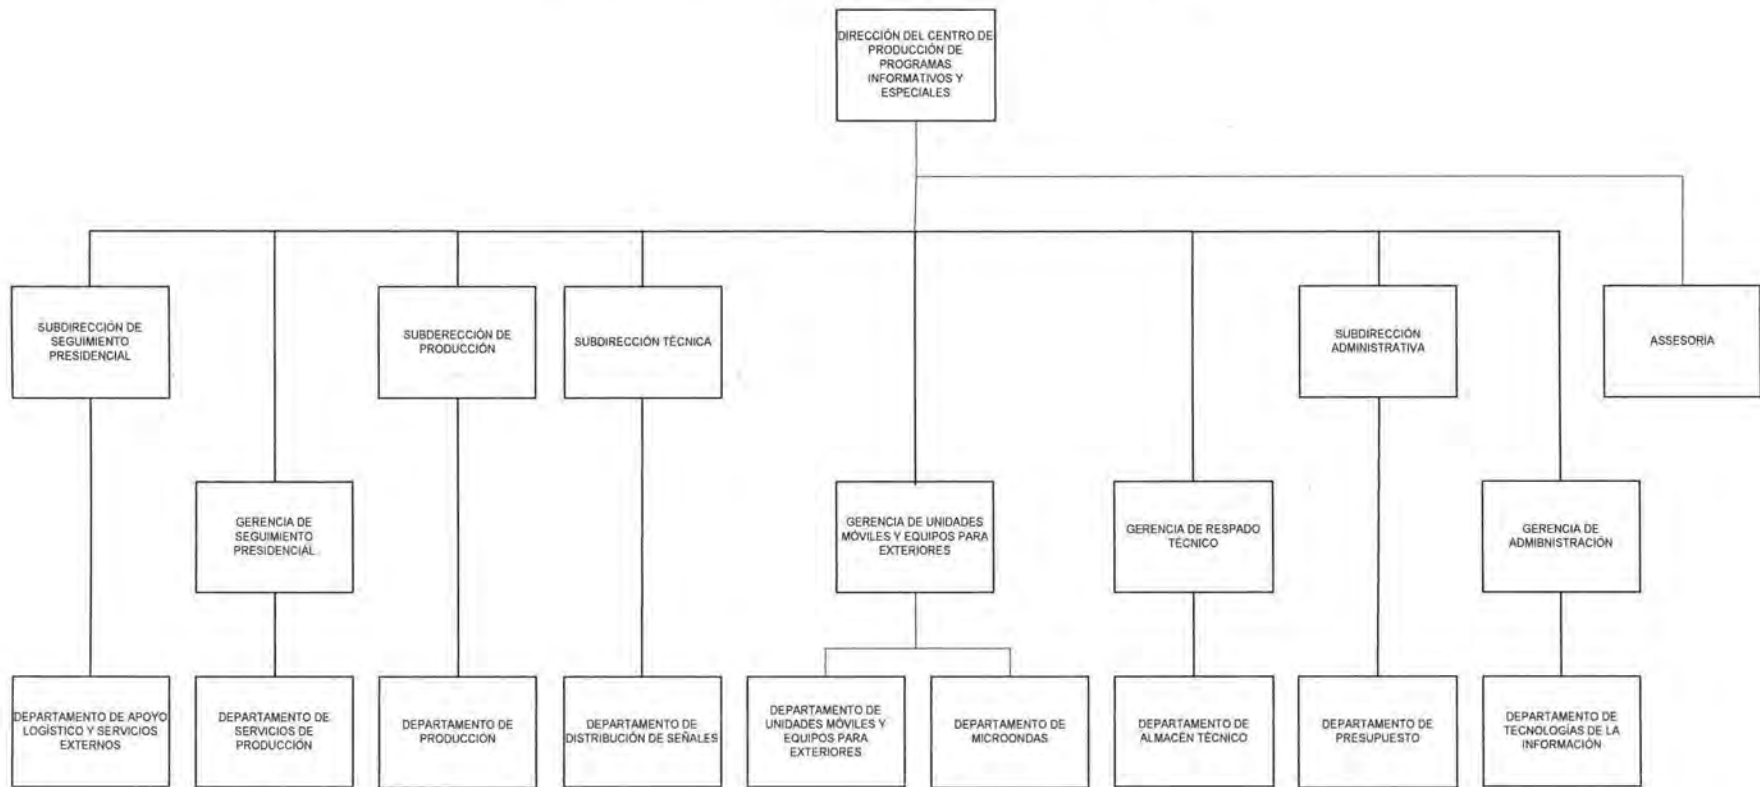 DIRECCIÓN DEL CENTRO DE
PRODUCCIÓN DE
PROGRAMAS
INFORMATIVOS Y
ESPECIALES
SUBDIRECCIÓN DE
SEGUIMIENTO
PRESIDENCIAL
SUBDERECCIÓN DE
PRODUCCIÓN
SUBDIRECCIÓN TÉCNICA
SUBDIRECCIÓN
ADMINISTRATIVA
ASSESORÍA
GERENCIA DE
SEGUIMIENTO
PRESIDENCIAL
GERENCIA DE UNIDADES
MÓVILES Y EQUIPOS PARA
EXTERIORES
GERENCIA DE RESPADO
TÉCNICO
GERENCIA DE
ADMIBNISTRACIÓN
DEPARTAMENTO DE APOYO
LOGÍSTICO Y SERVICIOS
EXTERNOS
DEPARTAMENTO DE
SERVICIOS DE
PRODUCCIÓN
DEPARTAMENTO DE
PRODUCCIÓN
DEPARTAMENTO DE
DISTRIBUCIÓN DE SEÑALES
DEPARTAMENTO DE
UNIDADES MÓVILES Y
EQUIPOS PARA
EXTERIORES
DEPARTAMENTO DE
MICROONDAS
DEPARTAMENTO DE
ALMACÉN TÉCNICO
DEPARTAMENTO DE
PRESUPUESTO
DEPARTAMENTO DE
TECNOLOGÍAS DE LA
INFORMACIÓN